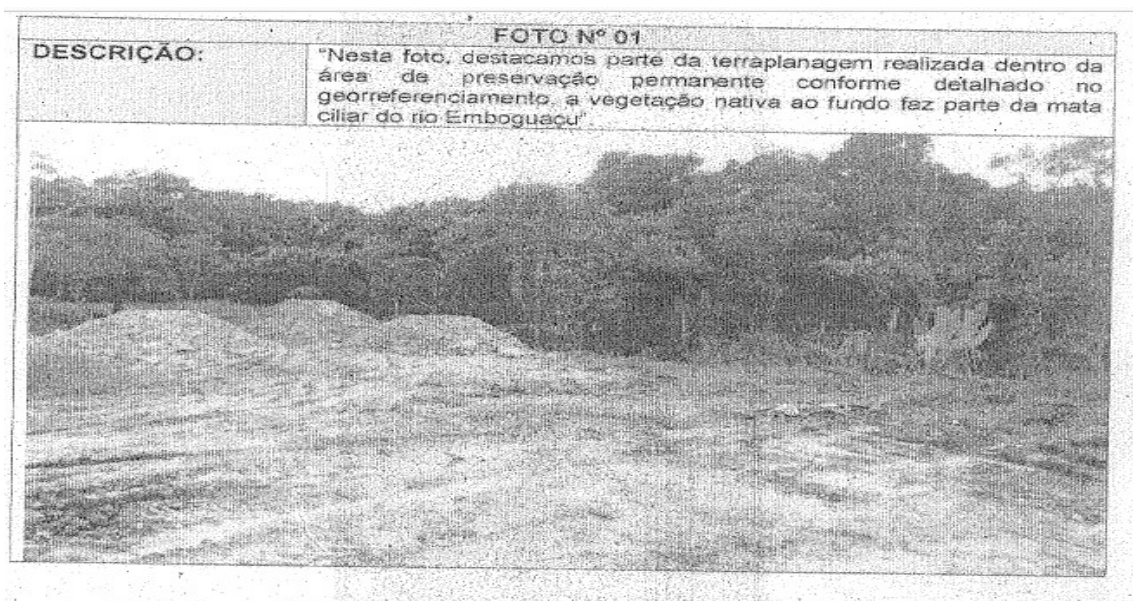 FOTO Nº 01
DESCRIÇÃO:
"Nesta foto, destacamos parte da terraplanagem realizada dentro da
área de preservação permanente conforme detalhado no
georreferenciamento, a vegetação nativa ao fundo faz parte da mata
ciliar do rio Emboguaçu".